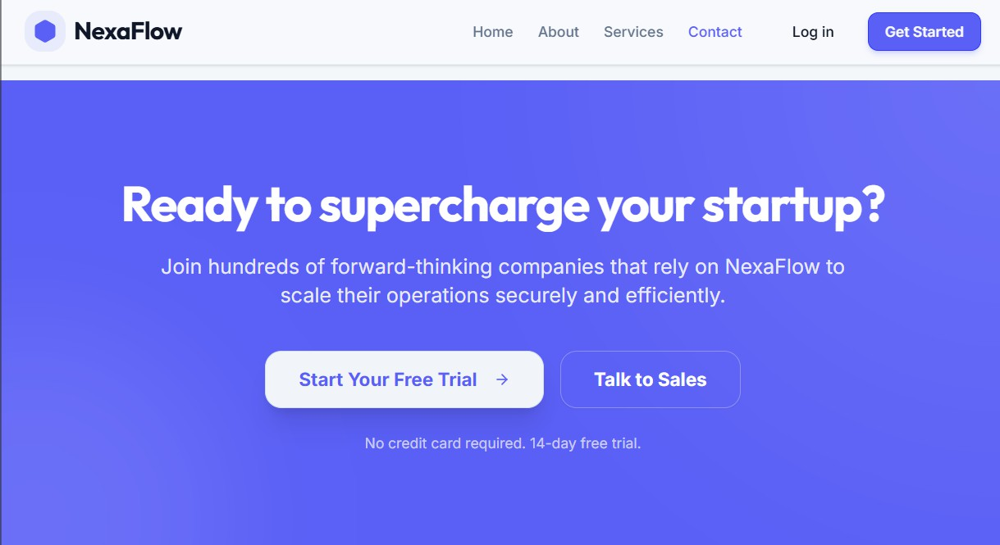 NexaFlow
Home About Services Contact Log in Get Started
Ready to supercharge your startup?
Join hundreds of forward-thinking companies that rely on NexaFlow to
scale their operations securely and efficiently.
Start Your Free Trial → Talk to Sales
No credit card required. 14-day free trial.